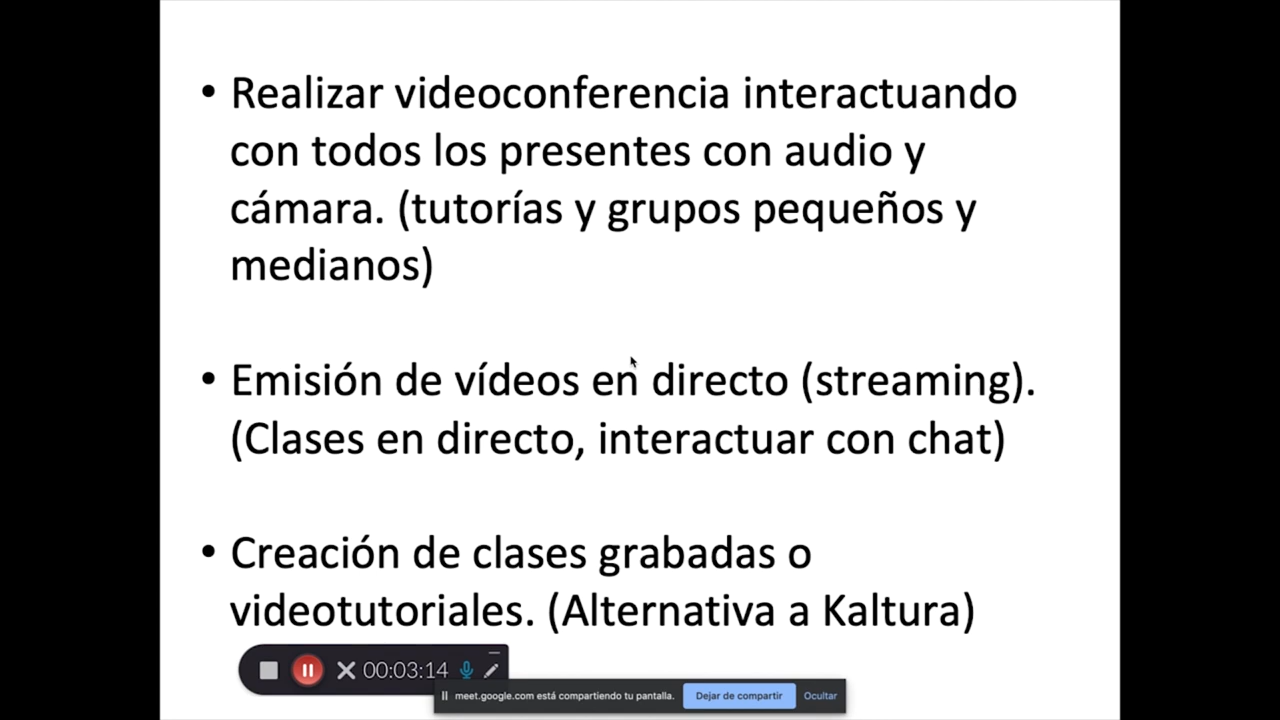 • Realizar videoconferencia interactuando
con todos los presentes con audio y
cámara. (tutorías y grupos pequeños y
medianos)
• Emisión de vídeos en directo (streaming).
(Clases en directo, interactuar con chat)
• Creación de clases grabadas o
videotutoriales. (Alternativa a Kaltura)
00:03:14
meet.google.com está compartiendo tu pantalla. Dejar de compartir Ocultar